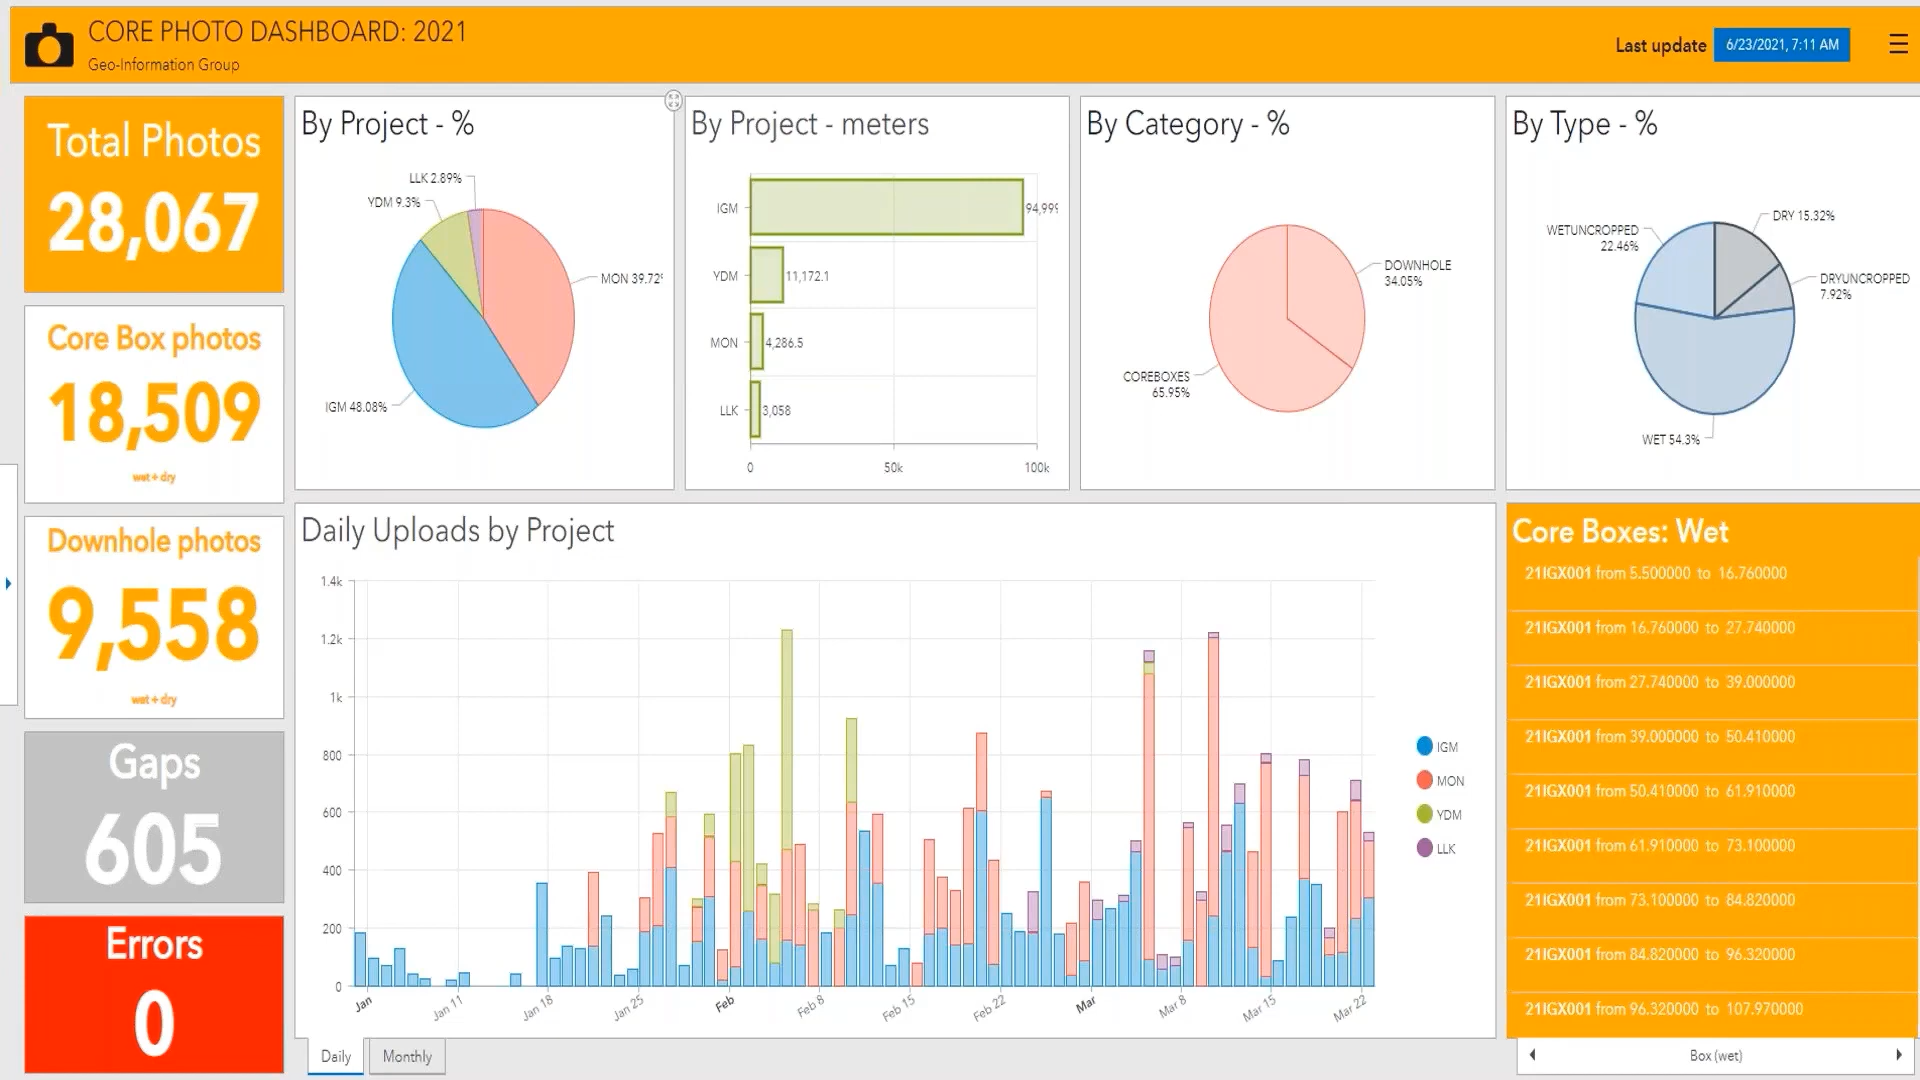 CORE PHOTO DASHBOARD: 2021
Geo-Information Group
Last update
6/23/2021, 7:11 AM
Total Photos
28,067
Core Box photos
18,509
wet + dry
Downhole photos
9,558
wet + dry
Gaps
605
Errors
0
By Project - %
LLK 2.89%
YDM 9.3%
MON 39.72
IGM 48.08%
By Project - meters
IGM
94,999
YDM
11,172.1
MON
4,286.5
LLK
3,058
0
50k
100k
By Category - %
DOWNHOLE
34.05%
COREBOXES
65.95%
By Type - %
DRY 15.32%
WETUNCROPPED
22.46%
DRYUNCROPPED
7.92%
WET 54.3%
Daily Uploads by Project
1.4k
1.2k
1k
800
600
400
200
0
Jan
Jan 11
Jan 18
Jan 25
Feb
Feb 8
Feb 15
Feb 22
Mar
Mar 8
Mar 15
Mar 22
IGM
MON
YDM
LLK
Daily
Monthly
Core Boxes: Wet
21IGX001 from 5.500000 to 16.760000
21IGX001 from 16.760000 to 27.740000
21IGX001 from 27.740000 to 39.000000
21IGX001 from 39.000000 to 50.410000
21IGX001 from 50.410000 to 61.910000
21IGX001 from 61.910000 to 73.100000
21IGX001 from 73.100000 to 84.820000
21IGX001 from 84.820000 to 96.320000
21IGX001 from 96.320000 to 107.970000
Box (wet)